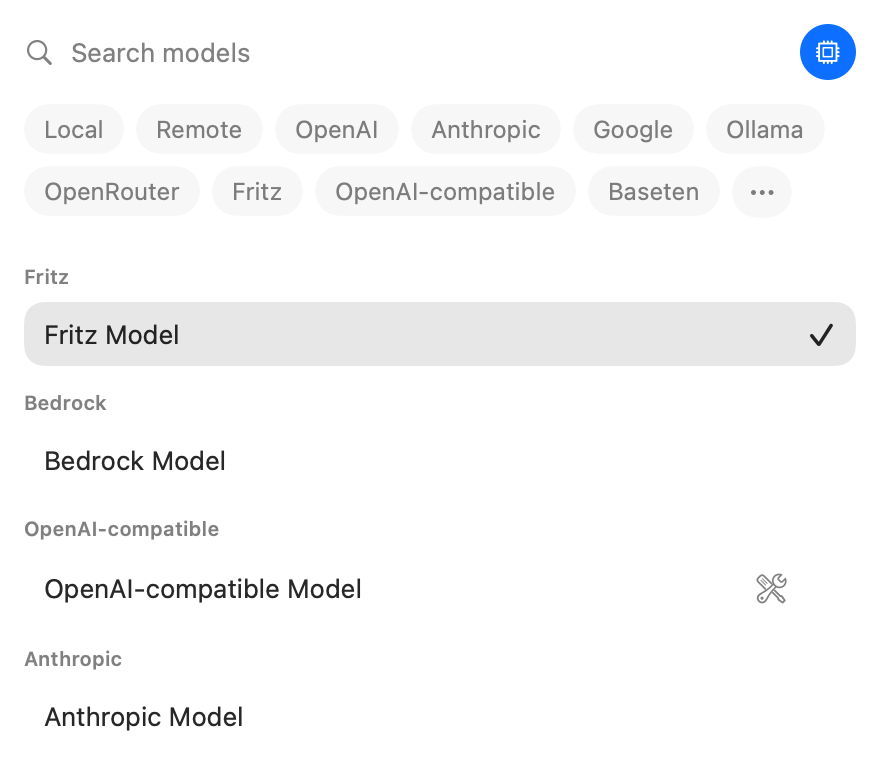 Search models
Local Remote OpenAI Anthropic Google Ollama
OpenRouter Fritz OpenAI-compatible Baseten ···
Fritz
Fritz Model
Bedrock
Bedrock Model
OpenAI-compatible
OpenAI-compatible Model
Anthropic
Anthropic Model